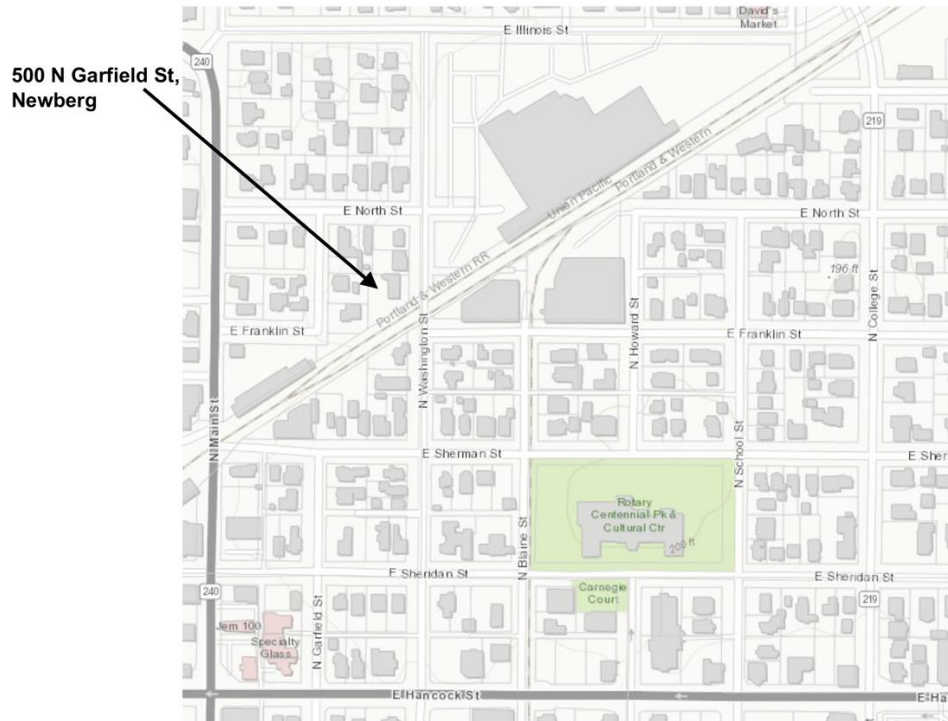 David's
Market
E Illinois St
240
500 N Garfield St,
Newberg
219
Portland & Western
Union Pacific
E North St
E North St
196 ft
Portland & Western RR
N College St
N Howard St
E Franklin St
E Franklin St
N Washington St
N Main St
N School St
E Sherman St
E Sher
Rotary
Centennial Pk &
Cultural Ctr
200 ft
N Blaine St
E Sheridan St
E Sheridan St
240
Carnegie
Court
219
N Garfield St
Jem 100
Specialty
Glass
E Hancock St
E Ha